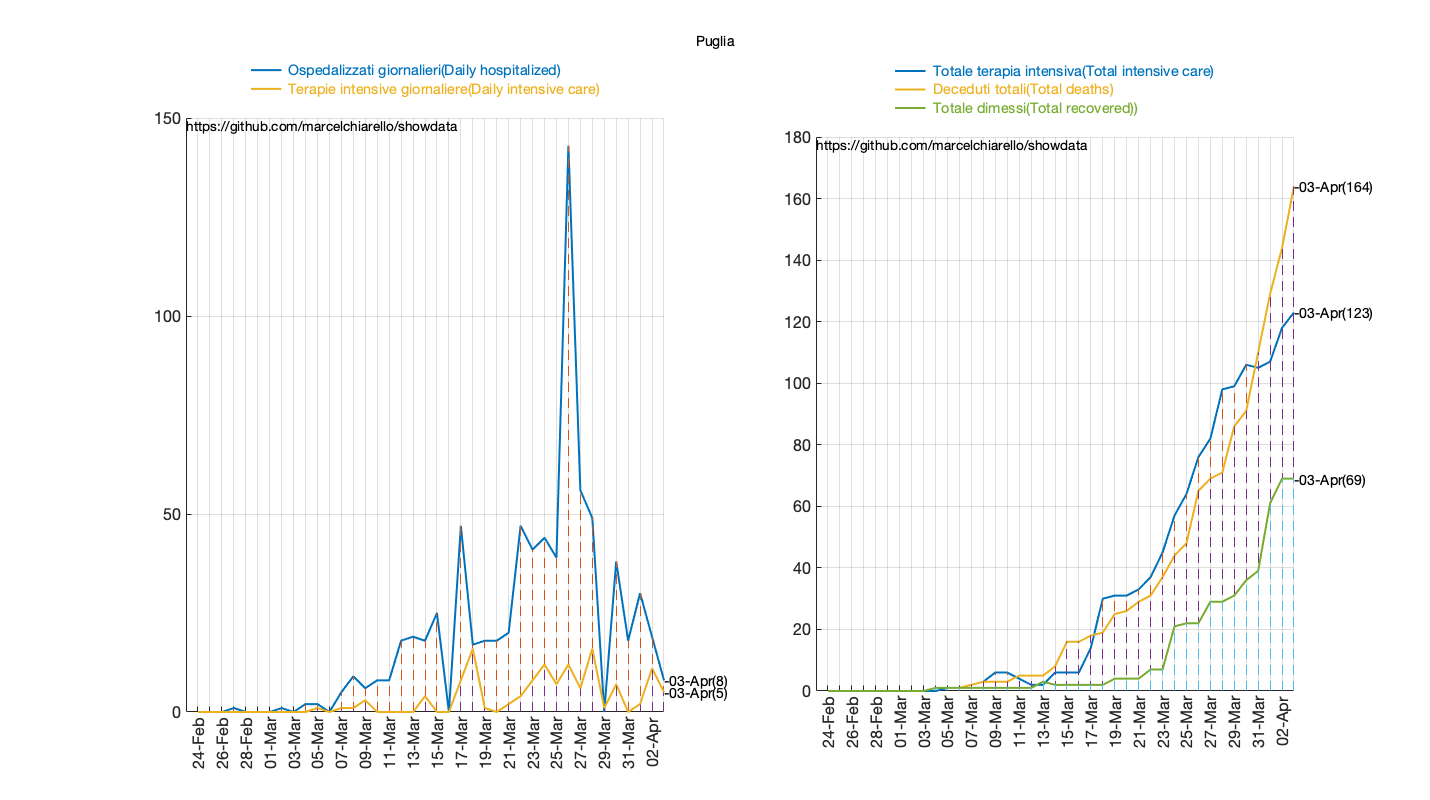 Puglia
Ospedalizzati giornalieri(Daily hospitalized)
Terapie intensive giornaliere(Daily intensive care)
150
https://github.com/marcelchiarello/showdata
100
50
0
-03-Apr(8)
-03-Apr(5)
24-Feb
26-Feb
28-Feb
01-Mar
03-Mar
05-Mar
07-Mar
09-Mar
11-Mar
13-Mar
15-Mar
17-Mar
19-Mar
21-Mar
23-Mar
25-Mar
27-Mar
29-Mar
31-Mar
02-Apr
Totale terapia intensiva(Total intensive care)
Deceduti totali(Total deaths)
Totale dimessi(Total recovered))
180
https://github.com/marcelchiarello/showdata
160
140
120
100
80
60
40
20
0
-03-Apr(164)
-03-Apr(123)
-03-Apr(69)
24-Feb
26-Feb
28-Feb
01-Mar
03-Mar
05-Mar
07-Mar
09-Mar
11-Mar
13-Mar
15-Mar
17-Mar
19-Mar
21-Mar
23-Mar
25-Mar
27-Mar
29-Mar
31-Mar
02-Apr